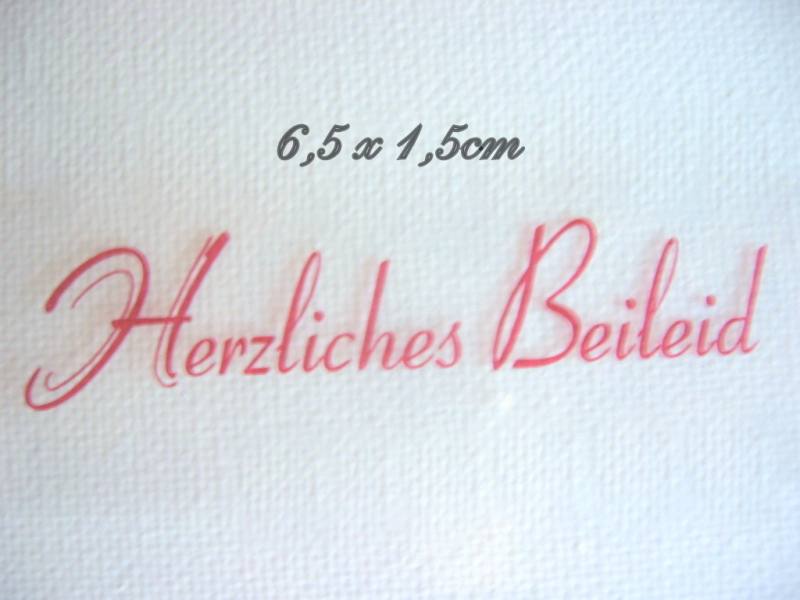 6,5 x 1,5cm
Herzliches Beileid